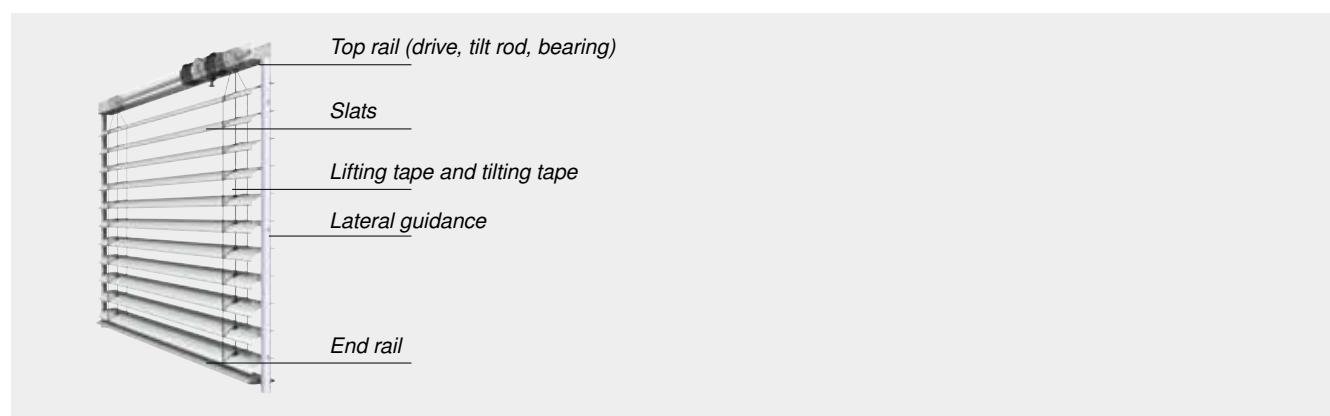 Top rail (drive, tilt rod, bearing)
Slats
Lifting tape and tilting tape
Lateral guidance
End rail